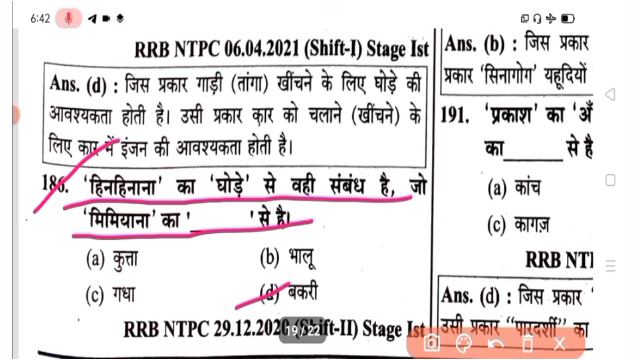 6:42
RRB NTPC 06.04.2021 (Shift-I) Stage Ist
Ans. (d) : जिस प्रकार गाड़ी (तांगा) खींचने के लिए घोड़े की
आवश्यकता होती है। उसी प्रकार कार को चलाने (खींचने) के
लिए कार में इंजन की आवश्यकता होती है।
186. 'हिनहिनाना' का 'घोड़े' से वही संबंध है, जो
'मिमियाना' का '______' से है।
(a) कुत्ता
(b) भालू
(c) गधा
(d) बकरी
RRB NTPC 29.12.2020 (Shift-II) Stage Ist
19/22
Ans. (b) : जिस प्रकार
प्रकार 'सिनागोग' यहूदियों
191. 'प्रकाश' का 'अँ
का______ से है
(a) कांच
(c) कागज़
RRB NT
Ans. (d) : जिस प्रकार '
उसी प्रकार "पारदर्शी" का